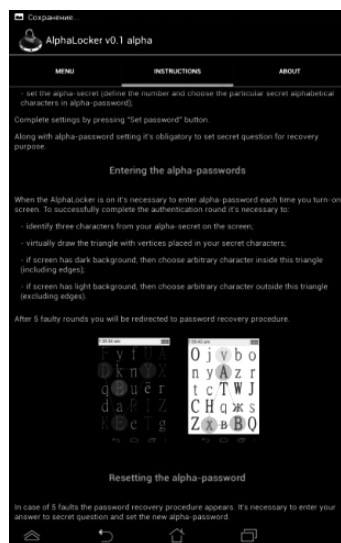 Сохранение...
AlphaLocker v0.1 alpha
MENU INSTRUCTIONS ABOUT
- set the alpha-secret (define the number and choose the particular secret alphabetical
characters in alpha-password);
Complete settings by pressing "Set password" button.
Along with alpha-password setting it's obligatory to set secret question for recovery
purpose.
Entering the alpha-passwords
When the AlphaLocker is on it's necessary to enter alpha-password each time you turn-on
screen. To successfully complete the authentication round it's necessary to:
- identify three characters from your alpha-secret on the screen;
- virtually draw the triangle with vertices placed in your secret characters;
- if screen has dark background, then choose arbitrary character inside this triangle
(including edges);
- if screen has light background, then choose arbitrary character outside this triangle
(excluding edges).
After 5 faulty rounds you will be redirected to password recovery procedure.
y f U A
D k n y X
q B u ë r
d a P I Z
K E e T g
O j v b o
n y A z r
t c T W J
C H q ж s
Z X в B Q
Resetting the alpha-password
In case of 5 faults the password recovery procedure appears. It's necessary to enter your
answer to secret question and set the new alpha-password.